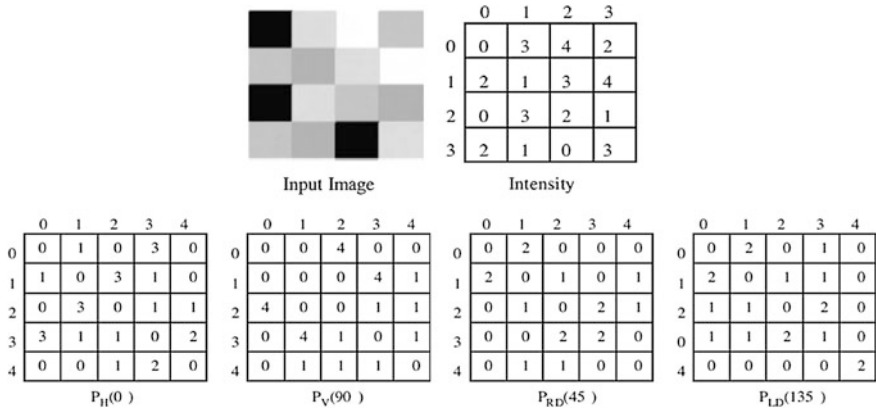 0 1 2 3
0 0 3 4 2
1 2 1 3 4
2 0 3 2 1
3 2 1 0 3
Input Image
Intensity
0 1 2 3 4
0 0 1 0 3 0
1 1 0 3 1 0
2 0 3 0 1 1
3 3 1 1 0 2
4 0 0 1 2 0
P_H(0 )
0 1 2 3 4
0 0 0 4 0 0
1 0 0 0 4 1
2 4 0 0 1 1
3 0 4 1 0 1
4 0 1 1 1 0
P_V(90 )
0 1 2 3 4
0 0 2 0 0 0
1 2 0 1 0 1
2 0 1 0 2 1
3 0 0 2 2 0
4 0 1 1 0 0
P_RD(45 )
0 1 2 3 4
0 0 2 0 1 0
1 2 0 1 1 0
2 1 1 0 2 0
0 1 1 2 1 0
4 0 0 0 0 2
P_LD(135 )